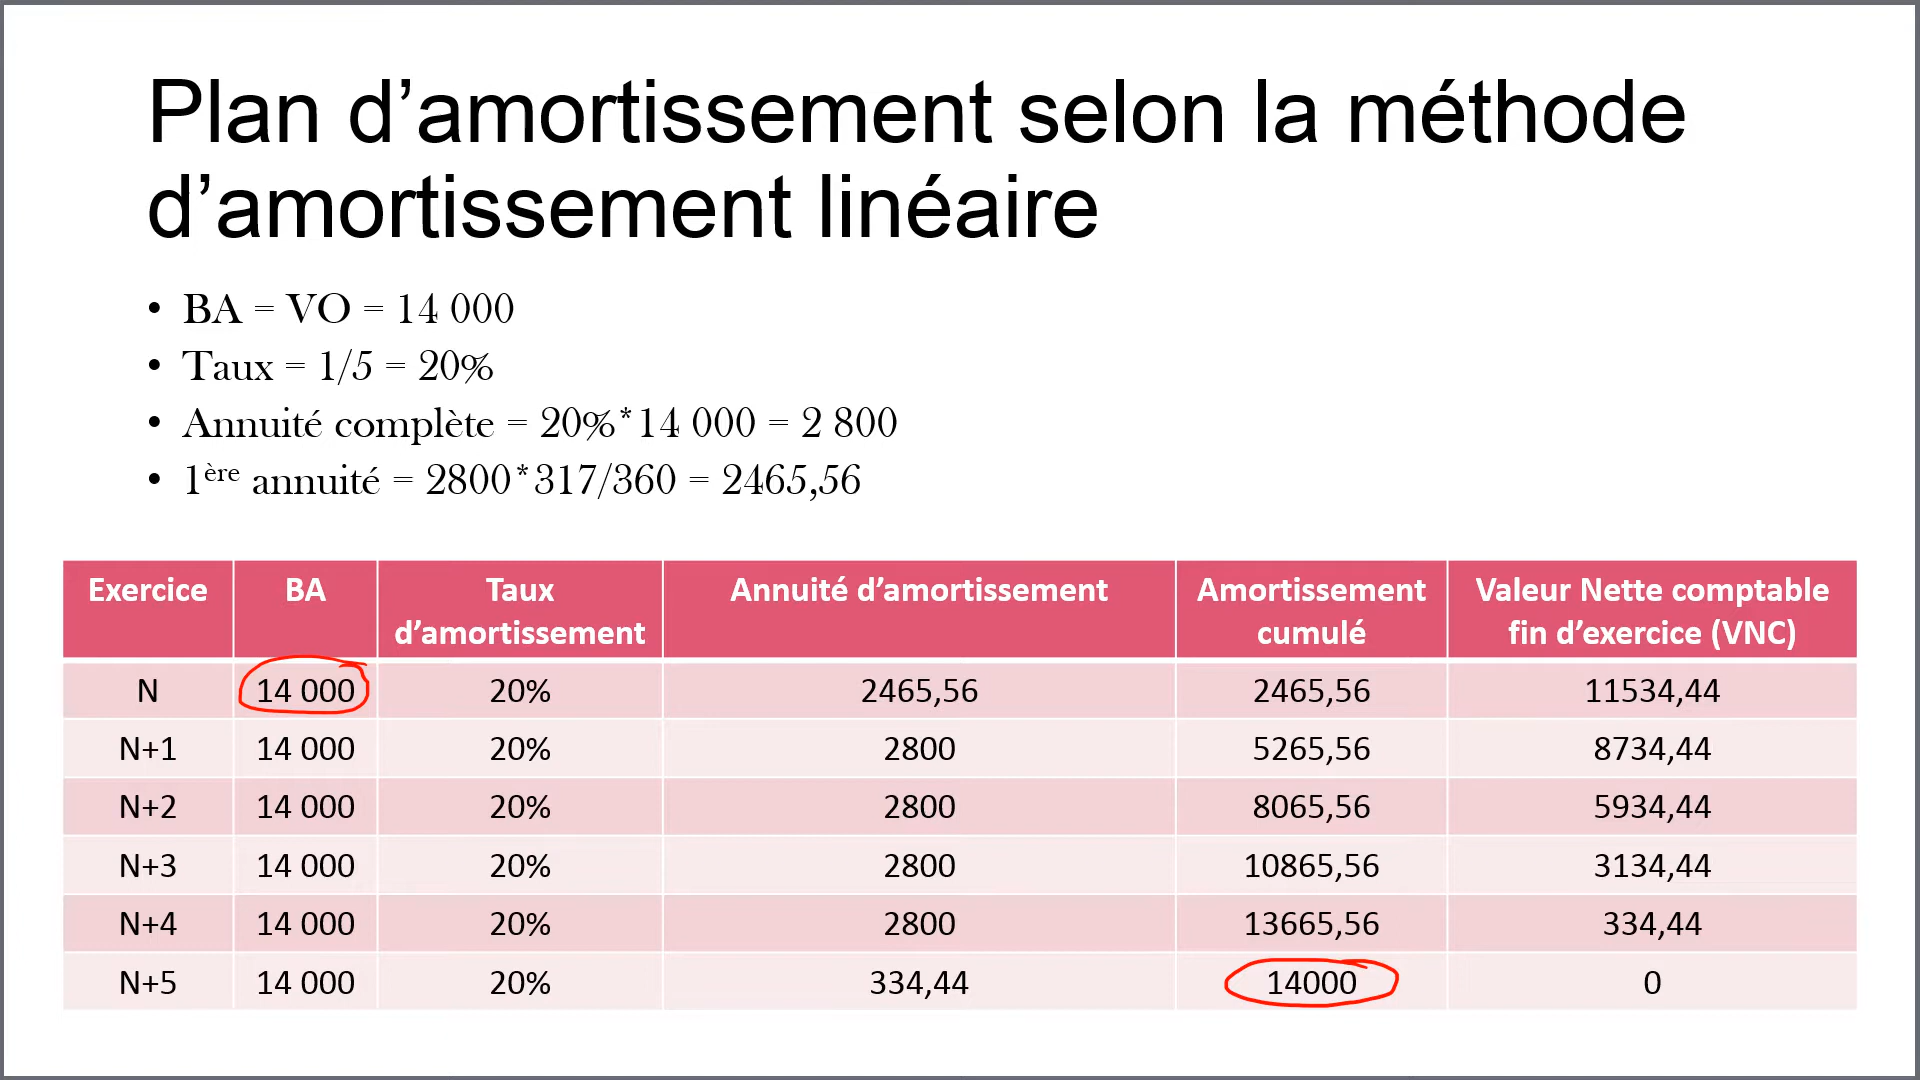 Plan d’amortissement selon la méthode
d’amortissement linéaire
• BA = VO = 14 000
• Taux = 1/5 = 20%
• Annuité complète = 20%*14 000 = 2 800
• 1ère annuité = 2800*317/360 = 2465,56
Exercice BA Taux d’amortissement Annuité d’amortissement Amortissement cumulé Valeur Nette comptable fin d’exercice (VNC)
N 14 000 20% 2465,56 2465,56 11534,44
N+1 14 000 20% 2800 5265,56 8734,44
N+2 14 000 20% 2800 8065,56 5934,44
N+3 14 000 20% 2800 10865,56 3134,44
N+4 14 000 20% 2800 13665,56 334,44
N+5 14 000 20% 334,44 14000 0